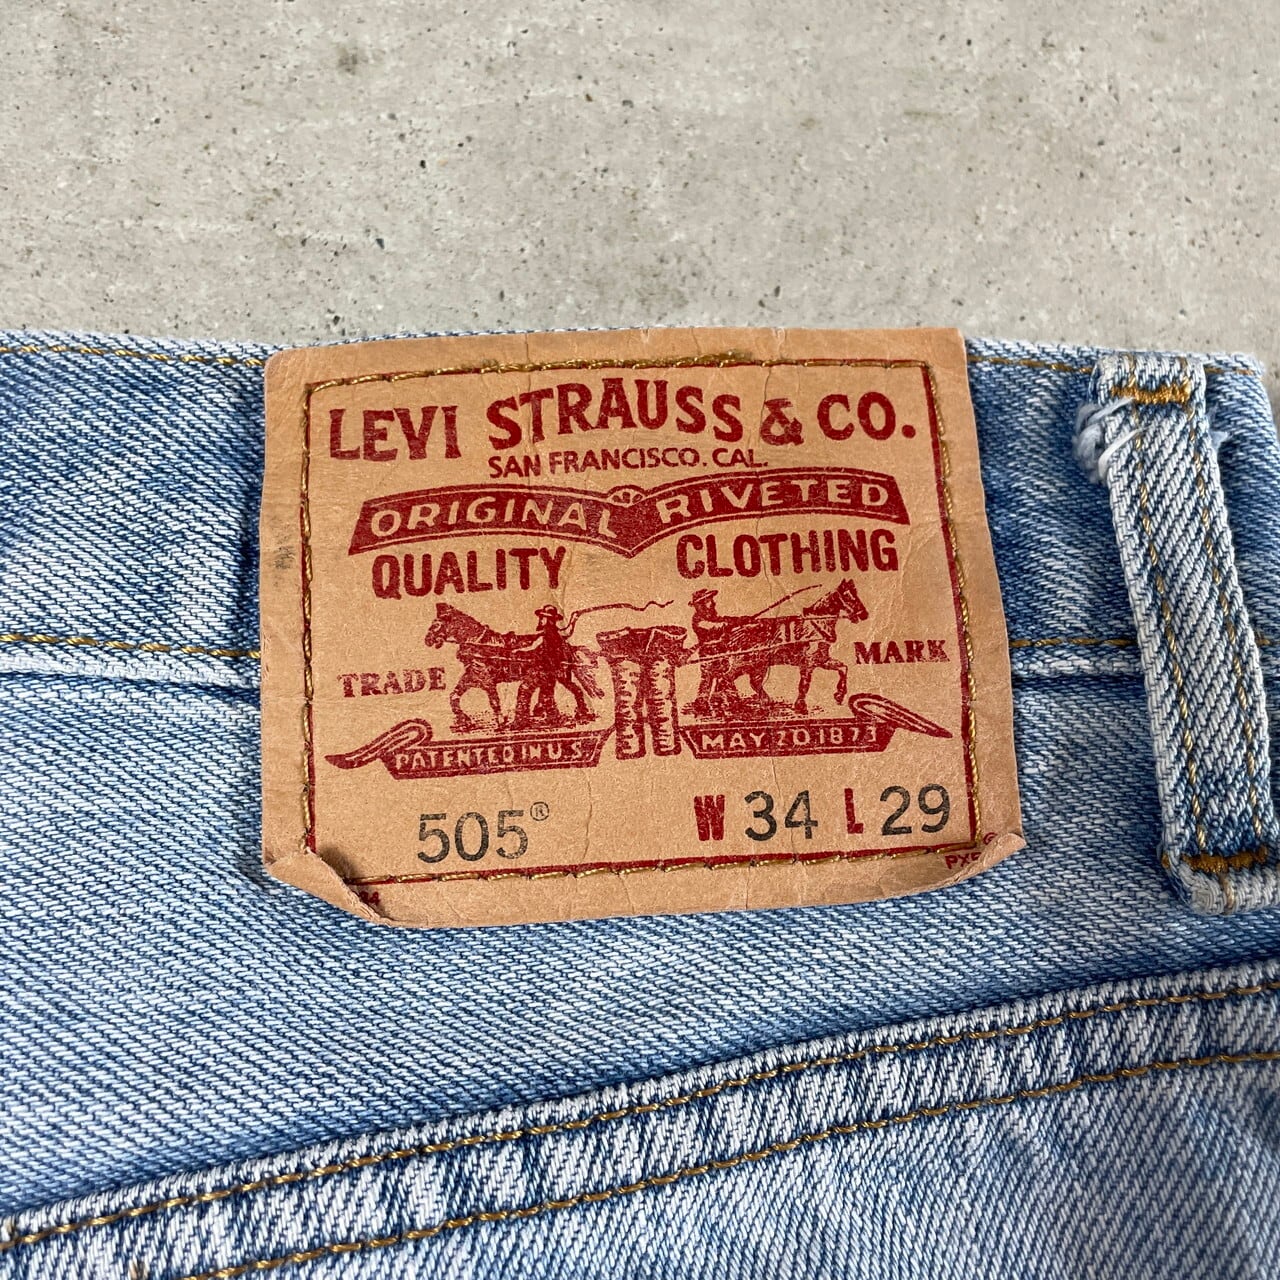 LEVI STRAUSS & CO.
SAN FRANCISCO. CAL.
ORIGINAL RIVETED
QUALITY CLOTHING
TRADE MARK
PATENTED IN U.S. MAY 20 1873
505® W 34 L 29